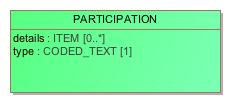 PARTICIPATION
details : ITEM [0..*]
type : CODED_TEXT [1]